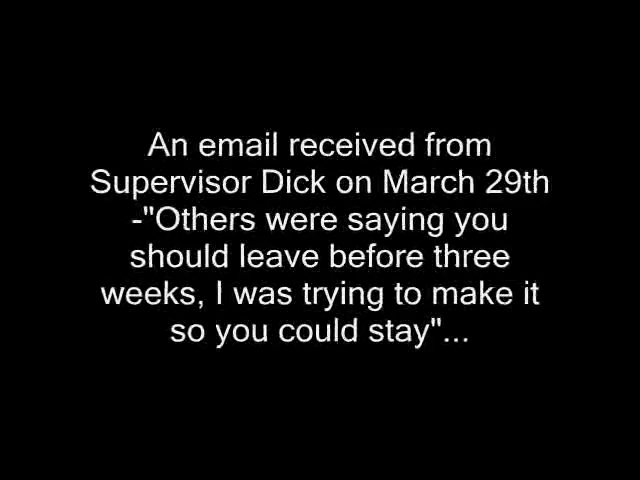 An email received from
Supervisor Dick on March 29th
-"Others were saying you
should leave before three
weeks, I was trying to make it
so you could stay"...